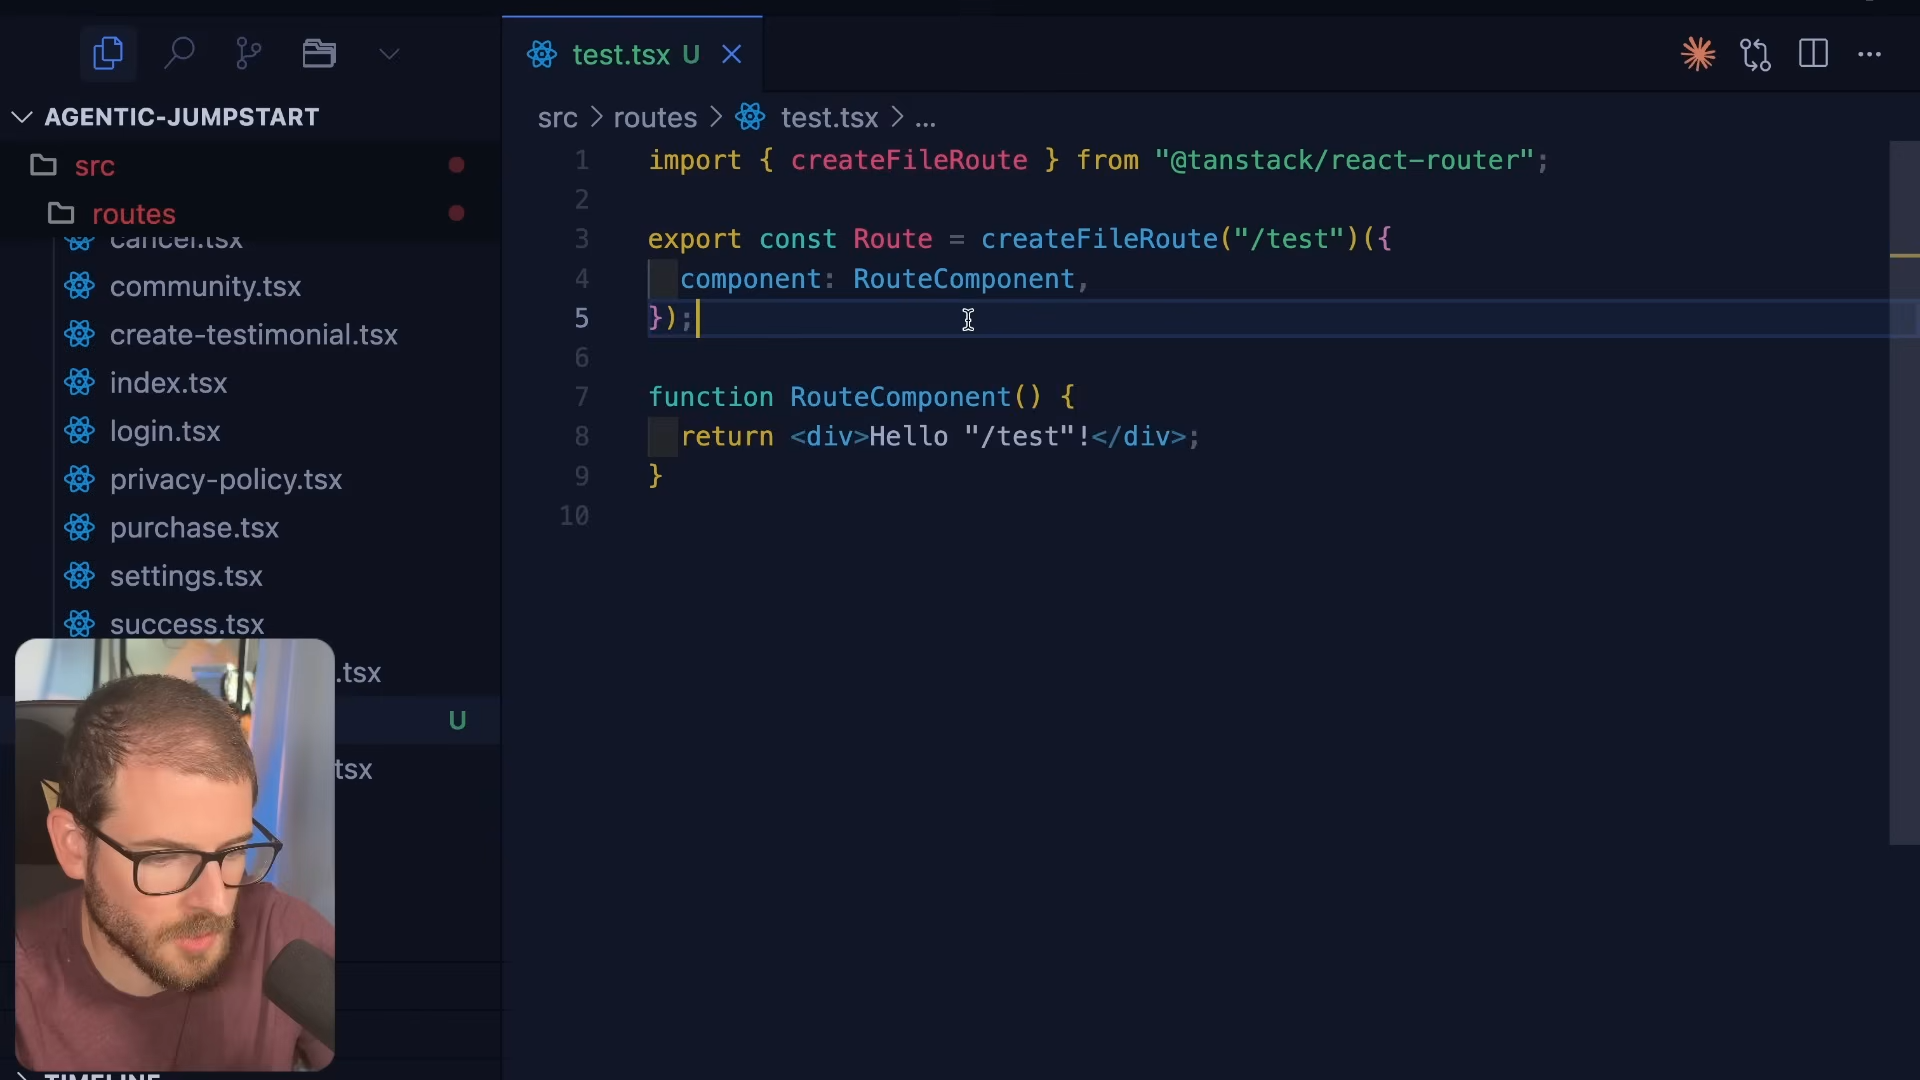 test.tsx U
AGENTIC-JUMPSTART
src > routes > test.tsx > ...
src
routes
cancel.tsx
community.tsx
create-testimonial.tsx
index.tsx
login.tsx
privacy-policy.tsx
purchase.tsx
settings.tsx
success.tsx
.tsx
U
tsx
TIMELINE
1 import { createFileRoute } from "@tanstack/react-router";
2
3 export const Route = createFileRoute("/test")({
4 component: RouteComponent,
5 });
6
7 function RouteComponent() {
8 return <div>Hello "/test"!</div>;
9 }
10